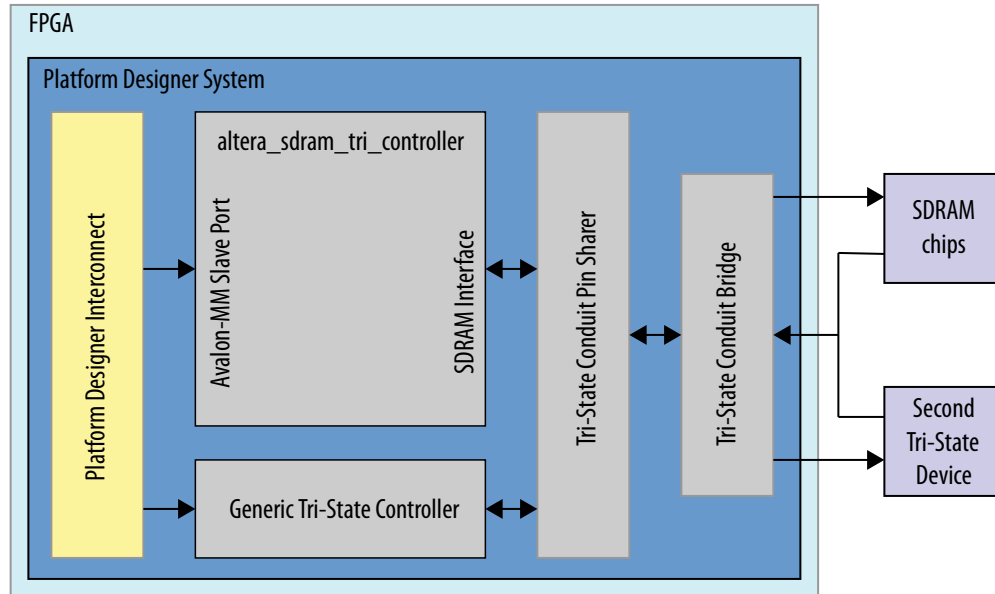 FPGA
Platform Designer System
Platform Designer Interconnect
altera_sdram_tri_controller
Avalon-MM Slave Port
SDRAM Interface
Generic Tri-State Controller
Tri-State Conduit Pin Sharer
Tri-State Conduit Bridge
SDRAM
chips
Second
Tri-State
Device